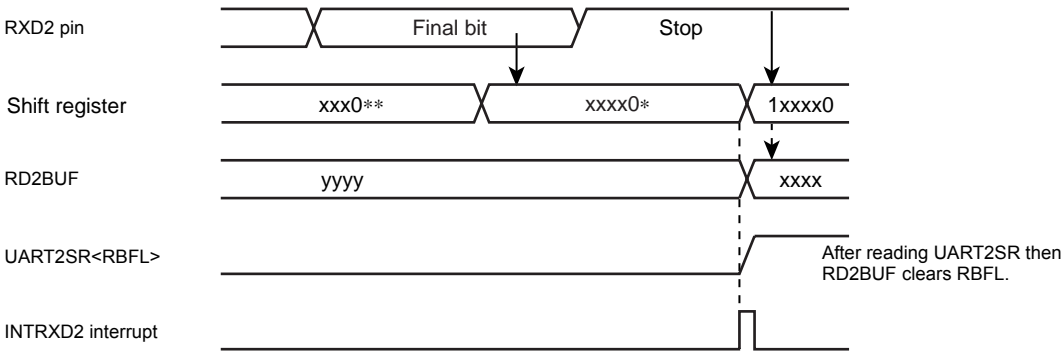 RXD2 pin
Final bit
Stop
Shift register
xxx0**
xxxx0*
1xxxx0
RD2BUF
yyyy
xxxx
UART2SR<RBFL>
After reading UART2SR then
RD2BUF clears RBFL.
INTRXD2 interrupt